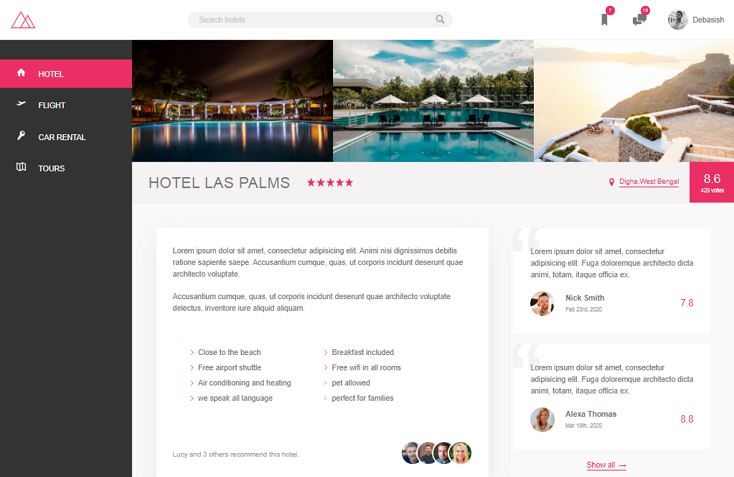 Search hotels
7
13
Debasish
HOTEL
FLIGHT
CAR RENTAL
TOURS
HOTEL LAS PALMS
★★★★★
Digha,West Bengal
8.6
429 votes
Lorem ipsum dolor sit amet, consectetur adipisicing elit. Animi nisi dignissimos debitis
ratione sapiente saepe. Accusantium cumque, quas, ut corporis incidunt deserunt quae
architecto voluptate.
Accusantium cumque, quas, ut corporis incidunt deserunt quae architecto voluptate
delectus, inventore iure aliquid aliquam.
Close to the beach
Free airport shuttle
Air conditioning and heating
we speak all language
Breakfast included
Free wifi in all rooms
pet allowed
perfect for families
Lucy and 3 others recommend this hotel.
Lorem ipsum dolor sit amet, consectetur
adipisicing elit. Fuga doloremque architecto dicta
animi, totam, itaque officia ex.
Nick Smith
Feb 23rd, 2020
7.8
Lorem ipsum dolor sit amet, consectetur
adipisicing elit. Fuga doloremque architecto dicta
animi, totam, itaque officia ex.
Alexa Thomas
Mar 19th, 2020
8.8
Show all →